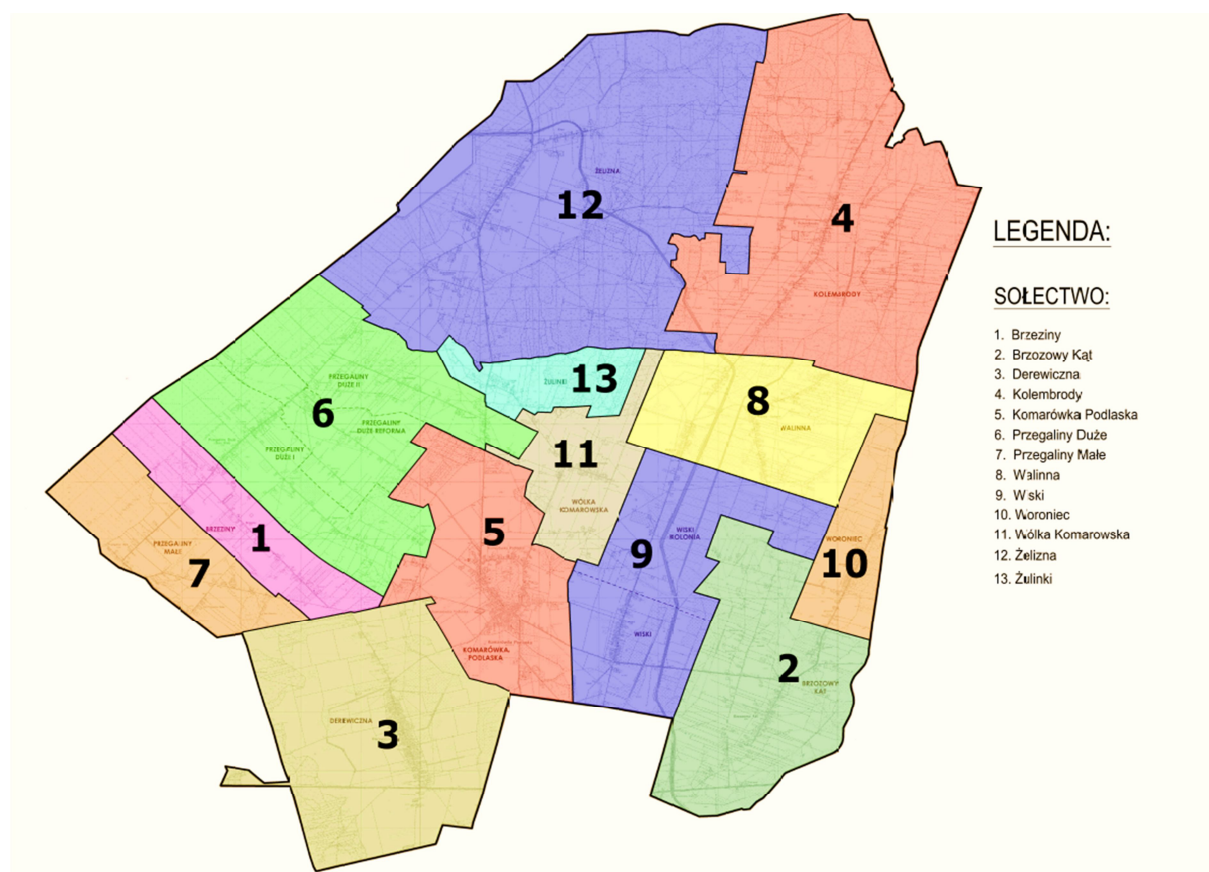 ŻELIZNA
12
4
LEGENDA:
KOLEMBRODY
SOŁECTWO:
1. Brzeziny
2. Brzozowy Kąt
3. Derewiczna
4. Kolembrody
5. Komarówka Podlaska
6. Przegaliny Duże
7. Przegaliny Małe
8. Walinna
9. Wiski
10. Woroniec
11. Wólka Komarowska
12. Żelizna
13. Żulinki
PRZEGALINY
DUŻE II
ŻULINKI
13
6
8
PRZEGALINY
DUŻE REFORMA
WALINNA
PRZEGALINY
DUŻE I
11
WÓLKA
KOMAROWSKA
BRZEZINY
1
5
WISKI
KOLONIA
9
WORONIEC
10
PRZEGALINY
MAŁE
7
WISKI
KOMARÓWKA
PODLASKA
2
BRZOZOWY
KĄT
DEREWICZNA
3